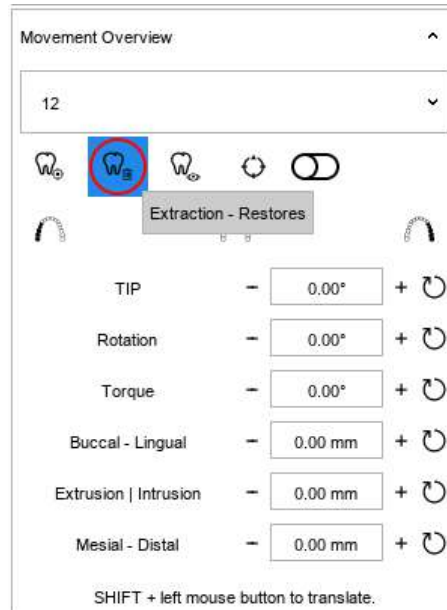 Movement Overview
12
Extraction - Restores
TIP - 0.00° +
Rotation - 0.00° +
Torque - 0.00° +
Buccal - Lingual - 0.00 mm +
Extrusion | Intrusion - 0.00 mm +
Mesial - Distal - 0.00 mm +
SHIFT + left mouse button to translate.